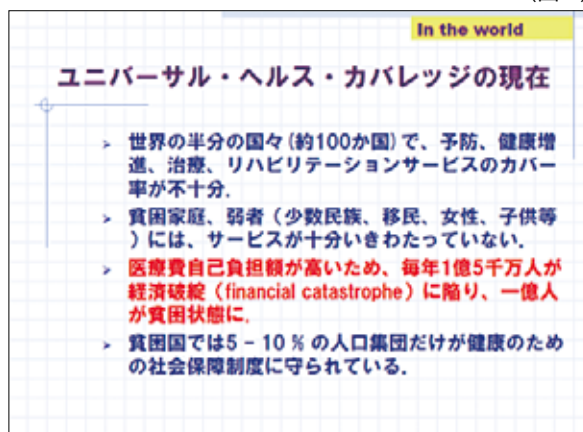 In the world
ユニバーサル・ヘルス・カバレッジの現在
➢ 世界の半分の国々(約100か国)で、予防、健康増
進、治療、リハビリテーションサービスのカバー
率が不十分.
➢ 貧困家庭、弱者(少数民族、移民、女性、子供等
)には、サービスが十分いきわたっていない.
➢ 医療費自己負担額が高いため、毎年1億5千万人が
経済破綻(financial catastrophe)に陥り、一億人
が貧困状態に.
➢ 貧困国では5 - 10 % の人口集団だけが健康のため
の社会保障制度に守られている.